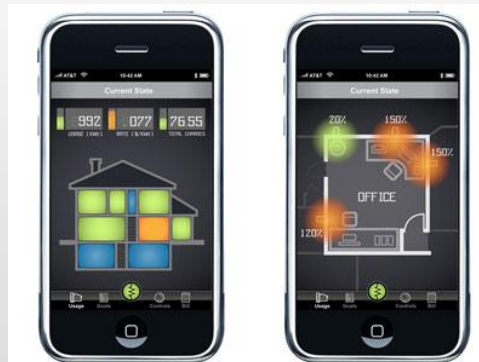 AT&T 10:42 AM
Current State
992 .077 76.55
USAGE (KWH) RATE ($/KWH) TOTAL CHARGES
Usage Goals Controls Bill
AT&T 10:42 AM
Current State
20% 150%
150%
OFFICE
120%
Usage Goals Controls Bill